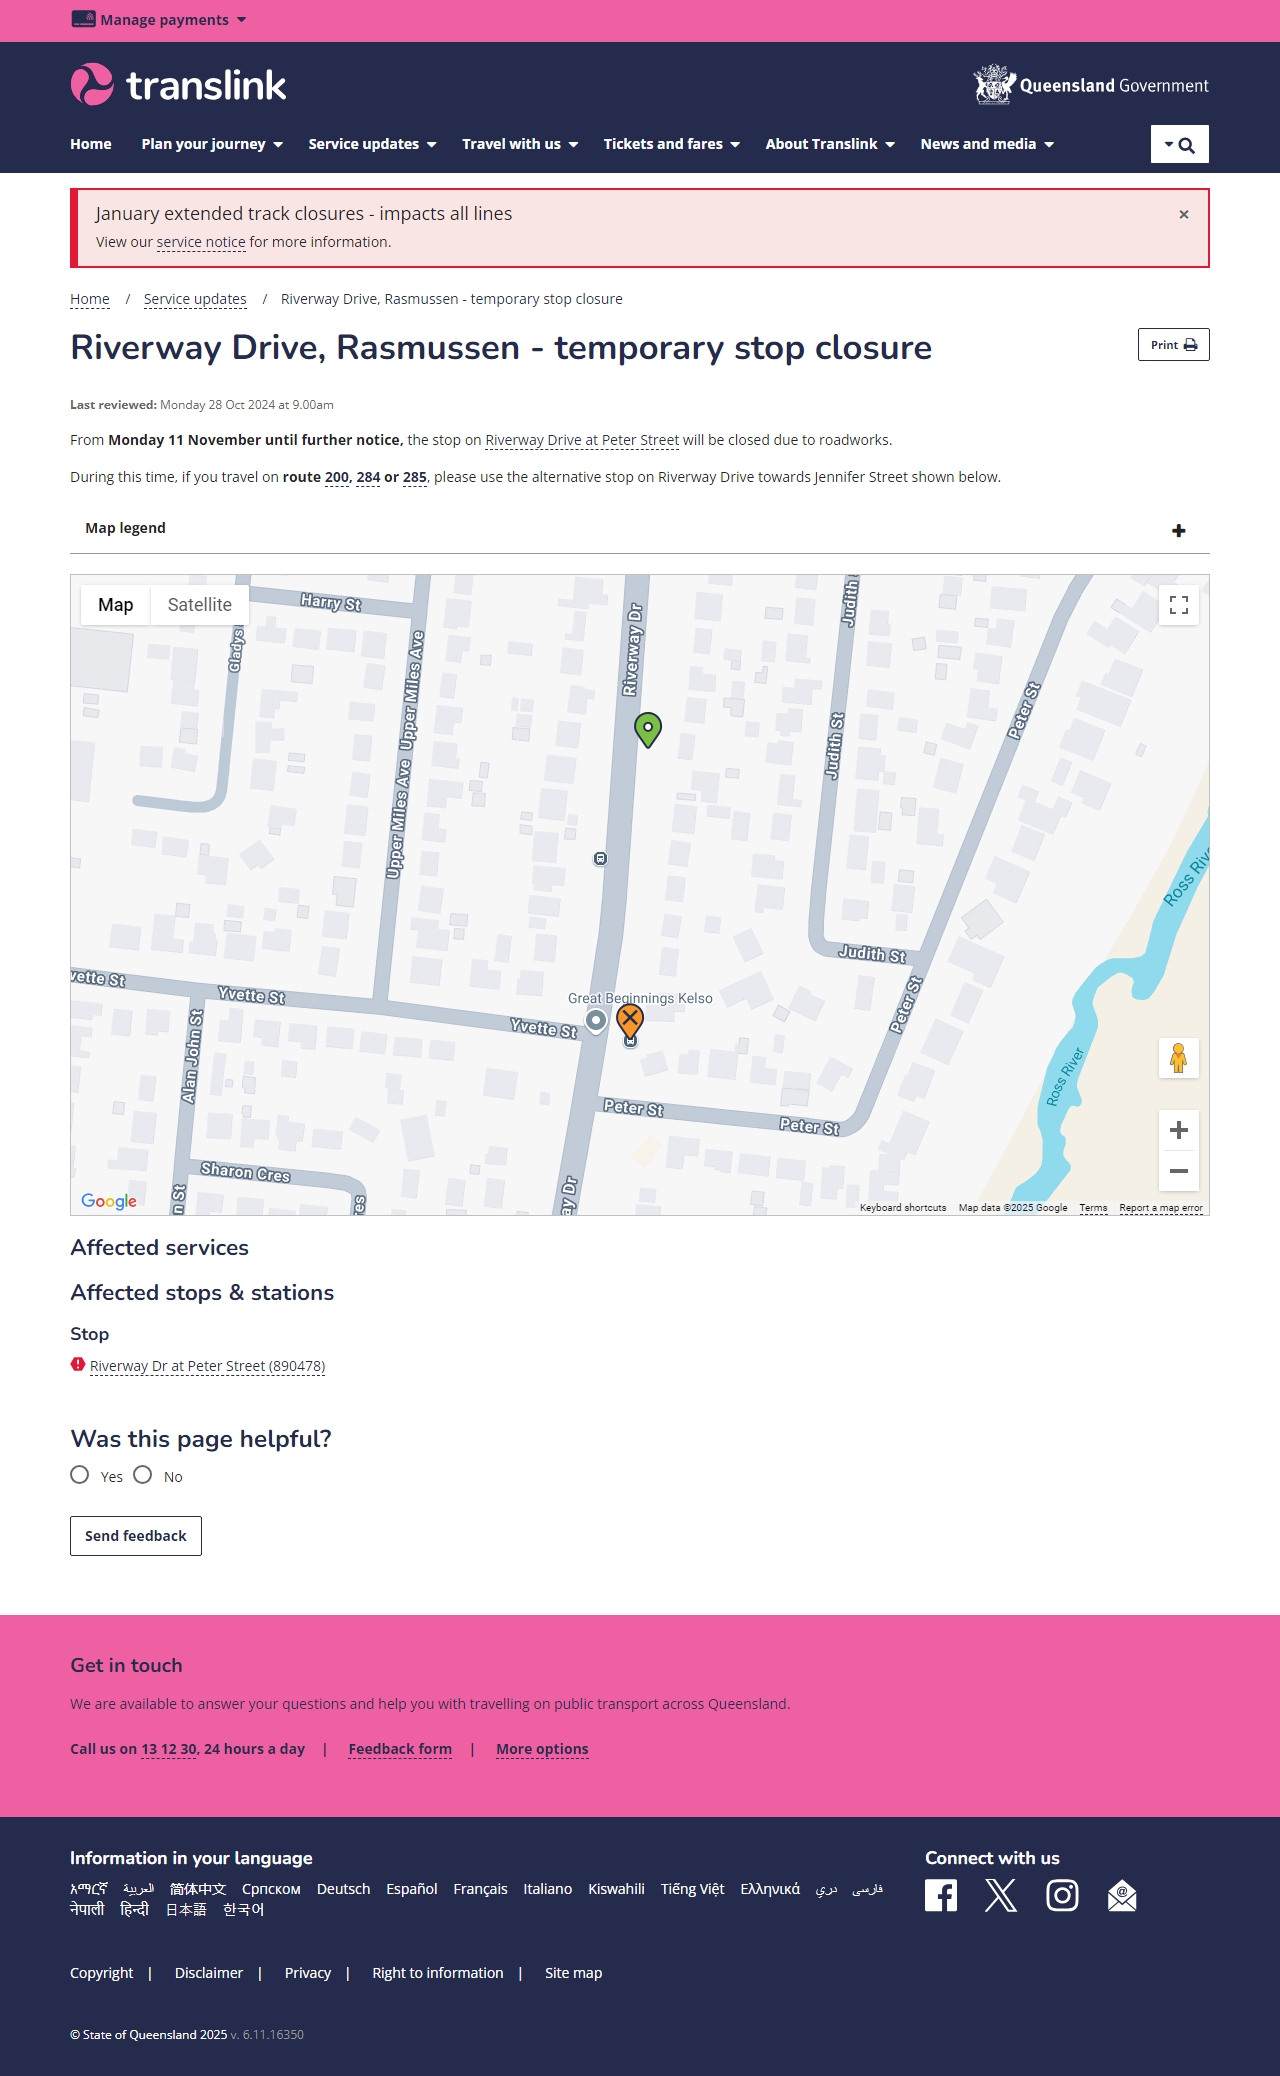 Manage payments
translink
Queensland Government
Home Plan your journey Service updates Travel with us Tickets and fares About Translink News and media
January extended track closures - impacts all lines
×
View our service notice for more information.
Home / Service updates / Riverway Drive, Rasmussen - temporary stop closure
Riverway Drive, Rasmussen - temporary stop closure
Print
Last reviewed: Monday 28 Oct 2024 at 9.00am
From Monday 11 November until further notice, the stop on Riverway Drive at Peter Street will be closed due to roadworks.
During this time, if you travel on route 200, 284 or 285, please use the alternative stop on Riverway Drive towards Jennifer Street shown below.
Map legend
Map Satellite
Harry St
Gladys
Upper Miles Ave
Upper Miles Ave
Riverway Dr
Judith
Judith St
Peter St
Ross Rive
Judith St
Peter St
vette St
Yvette St
Yvette St
Great Beginnings Kelso
Alan John St
Peter St
Peter St
Ross River
Sharon Cres
n St
res
ay Dr
Google
Keyboard shortcuts Map data ©2025 Google Terms Report a map error
Affected services
Affected stops & stations
Stop
Riverway Dr at Peter Street (890478)
Was this page helpful?
Yes No
Send feedback
Get in touch
We are available to answer your questions and help you with travelling on public transport across Queensland.
Call us on 13 12 30, 24 hours a day | Feedback form | More options
Information in your language
አማርኛ العربية 简体中文 Српском Deutsch Español Français Italiano Kiswahili Tiếng Việt Ελληνικά دري فارسی
नेपाली हिन्दी 日本語 한국어
Connect with us
Copyright | Disclaimer | Privacy | Right to information | Site map
© State of Queensland 2025 v. 6.11.16350